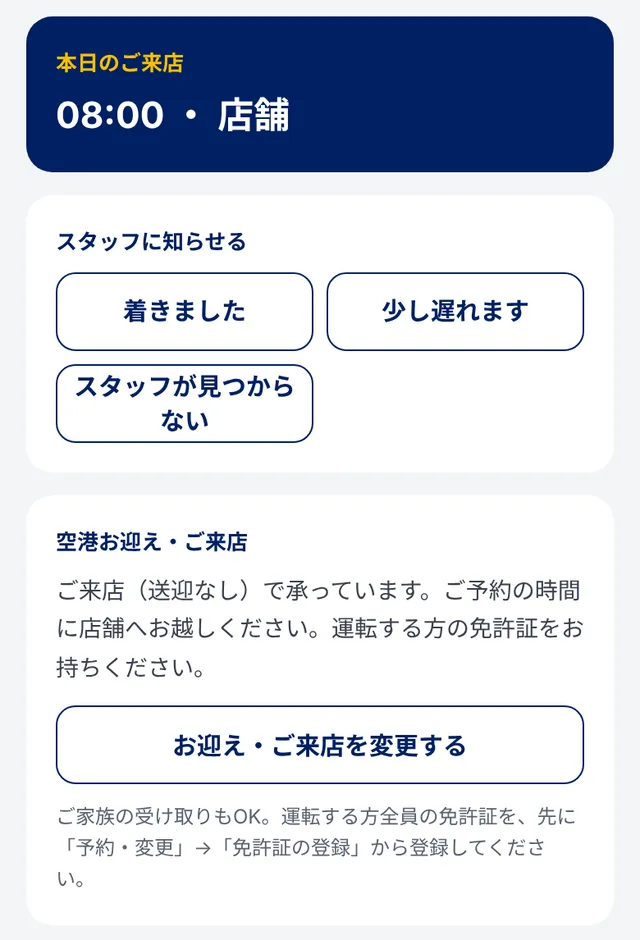 本日のご来店
08:00 ・ 店舗
スタッフに知らせる
着きました
少し遅れます
スタッフが見つから
ない
空港お迎え・ご来店
ご来店（送迎なし）で承っています。ご予約の時間
に店舗へお越しください。運転する方の免許証をお
持ちください。
お迎え・ご来店を変更する
ご家族の受け取りもOK。運転する方全員の免許証を、先に
「予約・変更」→「免許証の登録」から登録してくださ
い。